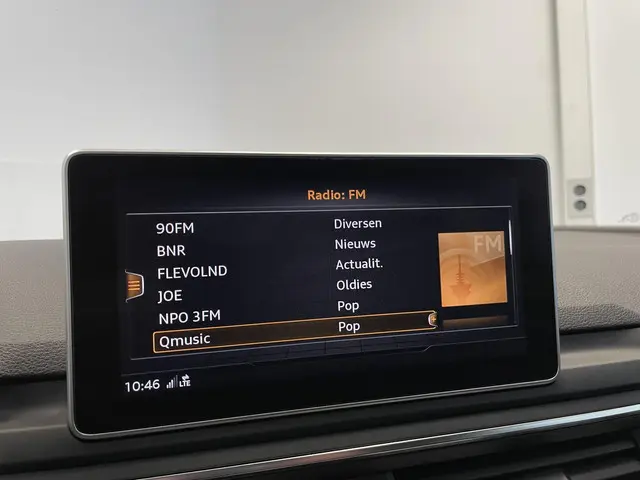 Radio: FM
90FM Diversen
BNR Nieuws
FLEVOLND Actualit.
JOE Oldies
NPO 3FM Pop
Qmusic Pop
FM
10:46 LTE